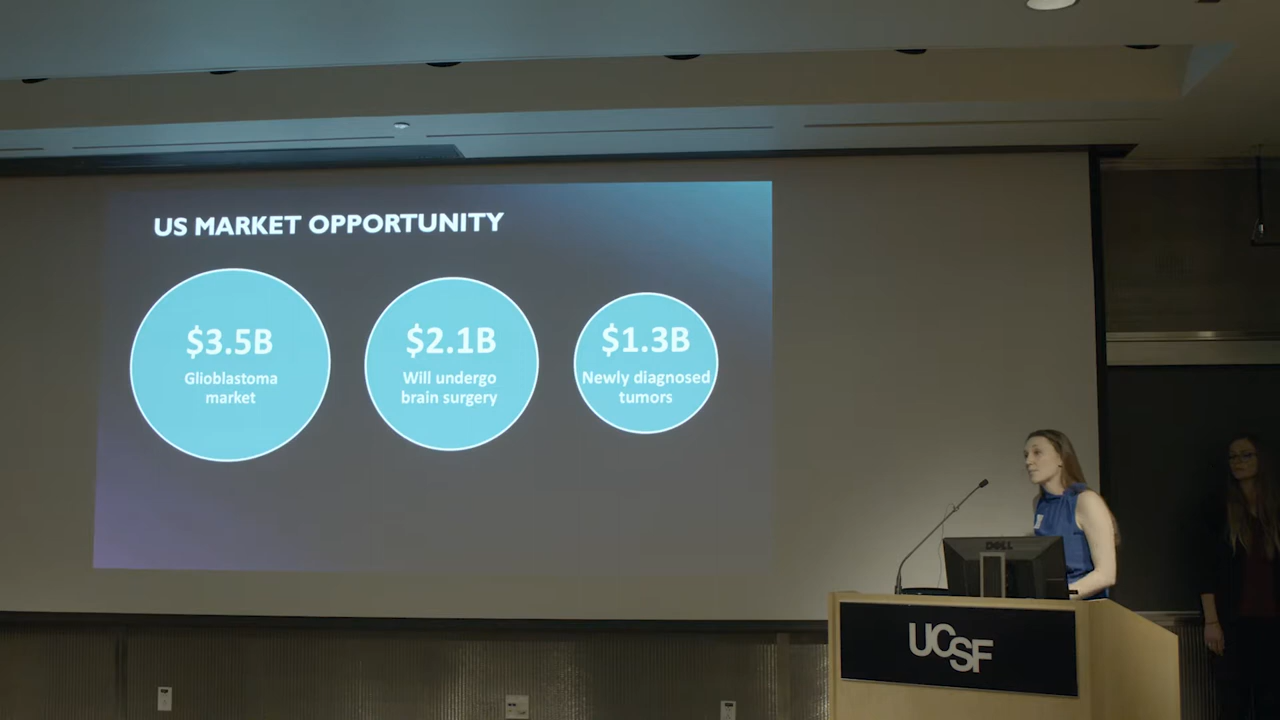 US MARKET OPPORTUNITY
$3.5B
Glioblastoma
market
$2.1B
Will undergo
brain surgery
$1.3B
Newly diagnosed
tumors
DELL
UCSF